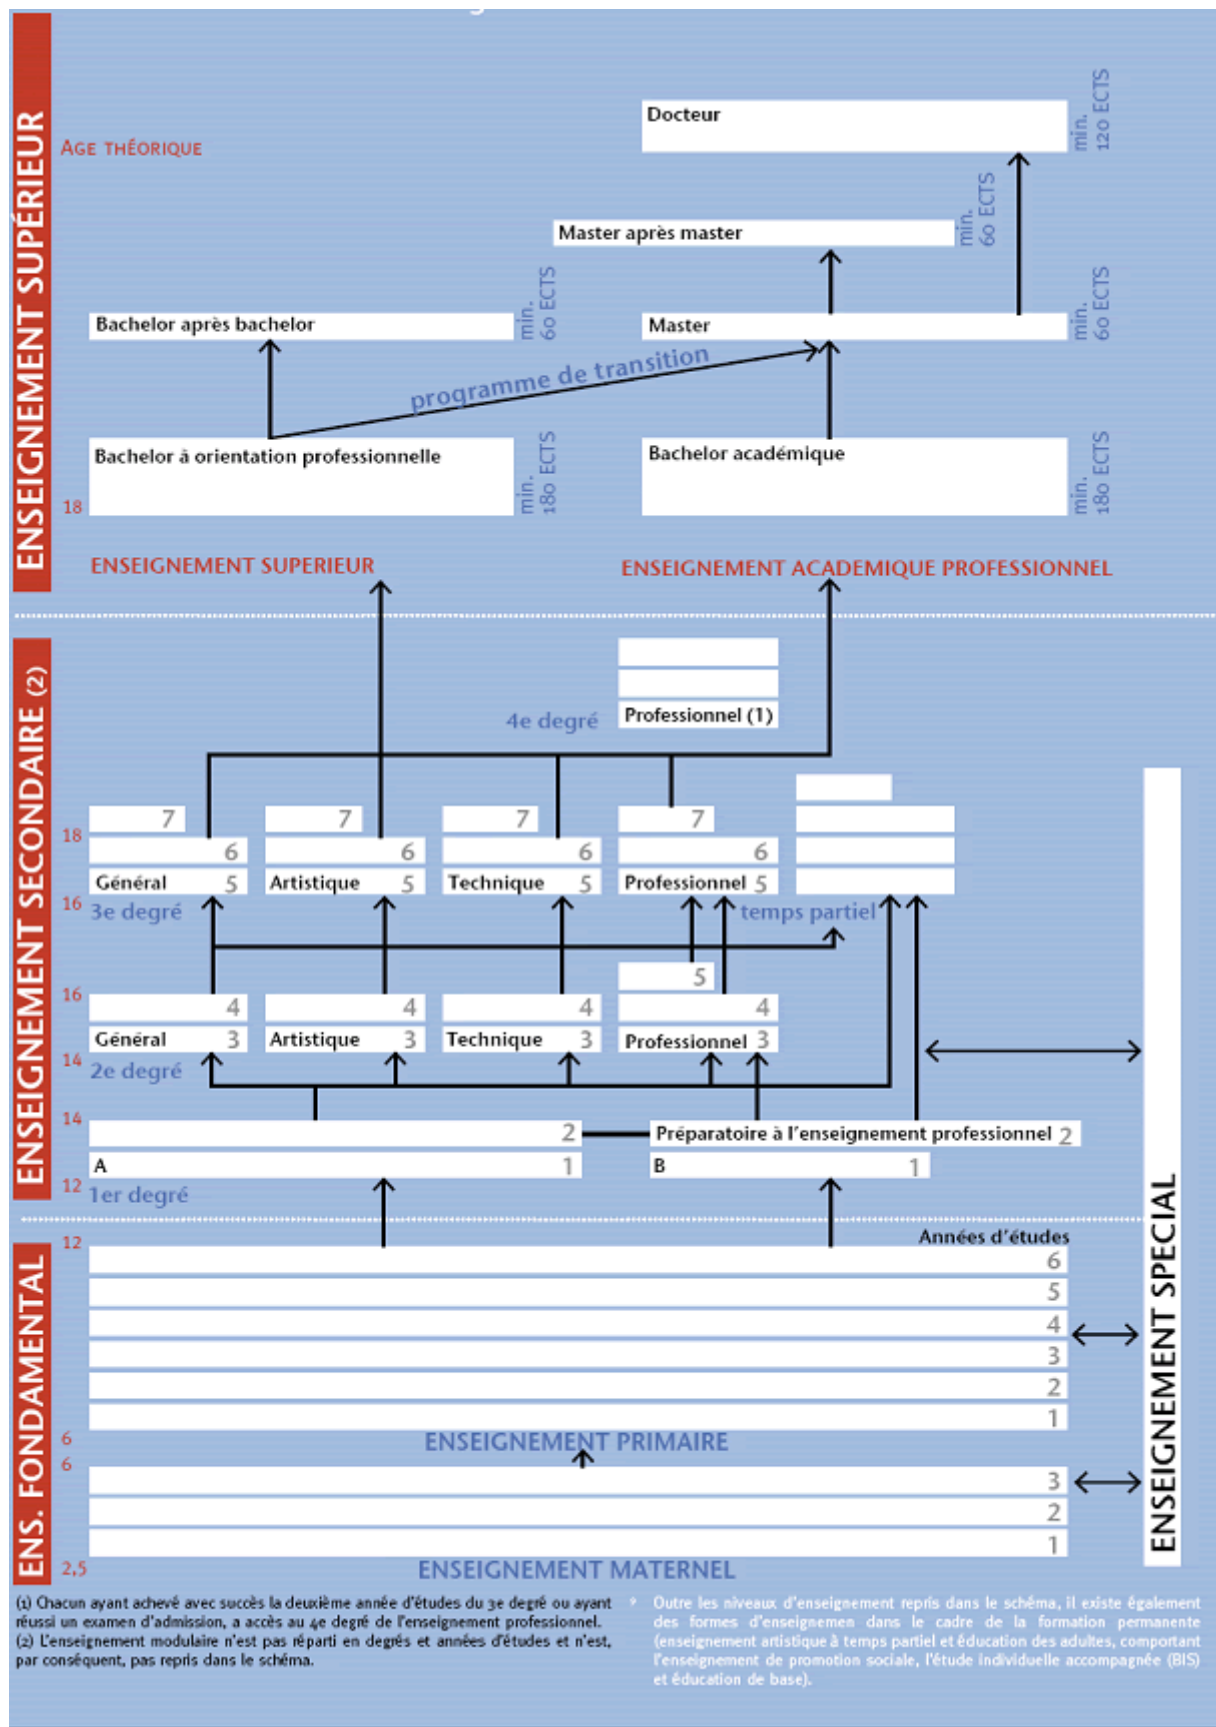 ENSEIGNEMENT SUPÉRIEUR
AGE THÉORIQUE
Docteur
min.
120 ECTS
Master après master
min.
60 ECTS
Bachelor après bachelor
min.
60 ECTS
Master
min.
60 ECTS
programme de transition
Bachelor à orientation professionnelle
min.
180 ECTS
Bachelor académique
min.
180 ECTS
18
ENSEIGNEMENT SUPERIEUR
ENSEIGNEMENT ACADEMIQUE PROFESSIONNEL
ENSEIGNEMENT SECONDAIRE (2)
4e degré
Professionnel (1)
7
7
7
7
18
6
6
6
6
Général 5
Artistique 5
Technique 5
Professionnel 5
16
3e degré
temps partiel
5
16
4
4
4
4
Général 3
Artistique 3
Technique 3
Professionnel 3
14
2e degré
14
2
Préparatoire à l'enseignement professionnel 2
A 1
B 1
12
1er degré
ENS. FONDAMENTAL
12
Années d'études
6
5
4
3
2
1
6
ENSEIGNEMENT PRIMAIRE
6
3
2
1
2,5
ENSEIGNEMENT MATERNEL
ENSEIGNEMENT SPECIAL
(1) Chacun ayant achevé avec succès la deuxième année d'études du 3e degré ou ayant
réussi un examen d'admission, a accès au 4e degré de l'enseignement professionnel.
(2) L'enseignement modulaire n'est pas réparti en degrés et années d'études et n'est,
par conséquent, pas repris dans le schéma.
Outre les niveaux d'enseignement repris dans le schéma, il existe également
des formes d'enseignemen dans le cadre de la formation permanente
(enseignement artistique à temps partiel et éducation des adultes, comportant
l'enseignement de promotion sociale, l'étude individuelle accompagnée (BIS)
et éducation de base).